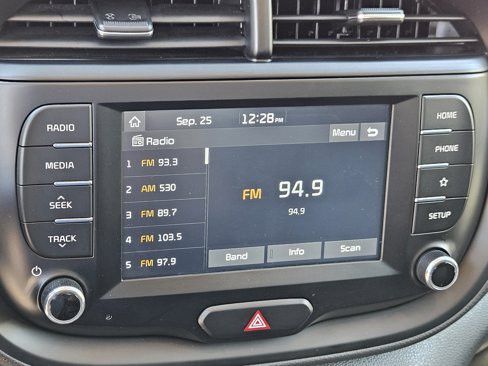 Sep. 25 12:28 PM
Radio Menu
RADIO
MEDIA
SEEK
TRACK
1 FM 93.3
2 AM 530
3 FM 89.7
4 FM 103.5
5 FM 97.9
FM 94.9
94.9
Band Info Scan
HOME
PHONE
SETUP